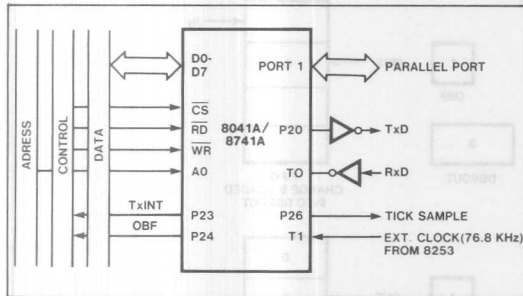 ADRESS
CONTROL
DATA
D0-
D7
PORT 1
PARALLEL PORT
CS
RD
WR
A0
8041A/
8741A
P20
TxD
TO
RxD
TxINT
P23
OBF
P24
P26
TICK SAMPLE
T1
EXT. CLOCK(76.8 KHz)
FROM 8253